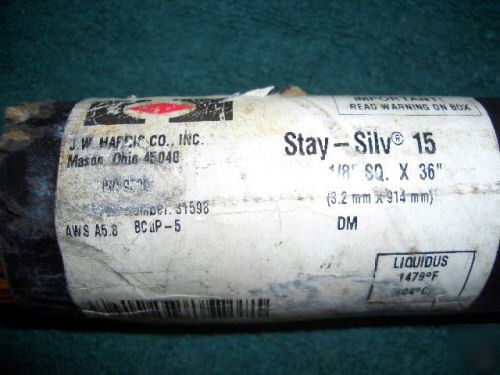 IMPORTANT
READ WARNING ON BOX
J.W. HARRIS CO., INC.
Mason, Ohio 45040
Stay-Silv® 15
1/8" SQ. X 36"
(3.2 mm X 914 mm)
DM
31598
AWS A5.8 BCuP-5
LIQUIDUS
1479°F